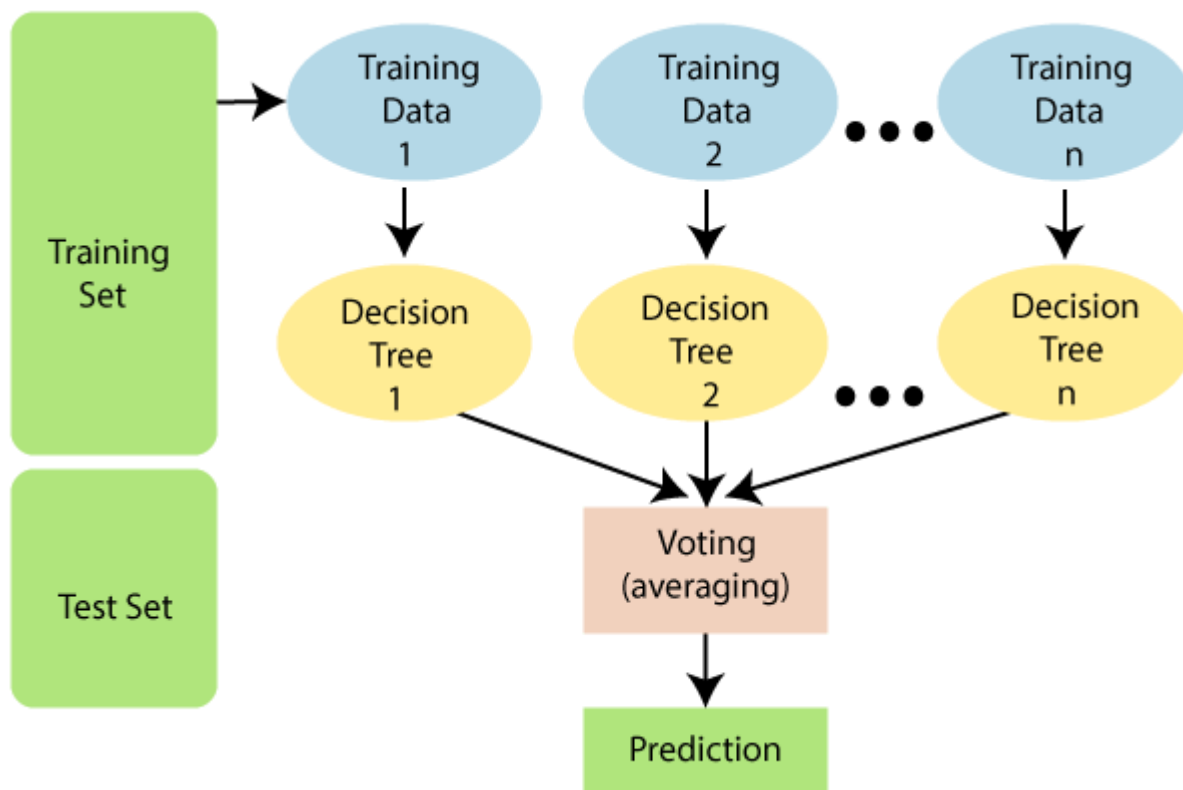 Training
Set
Test Set
Training
Data
1
Training
Data
2
Training
Data
n
Decision
Tree
1
Decision
Tree
2
Decision
Tree
n
Voting
(averaging)
Prediction